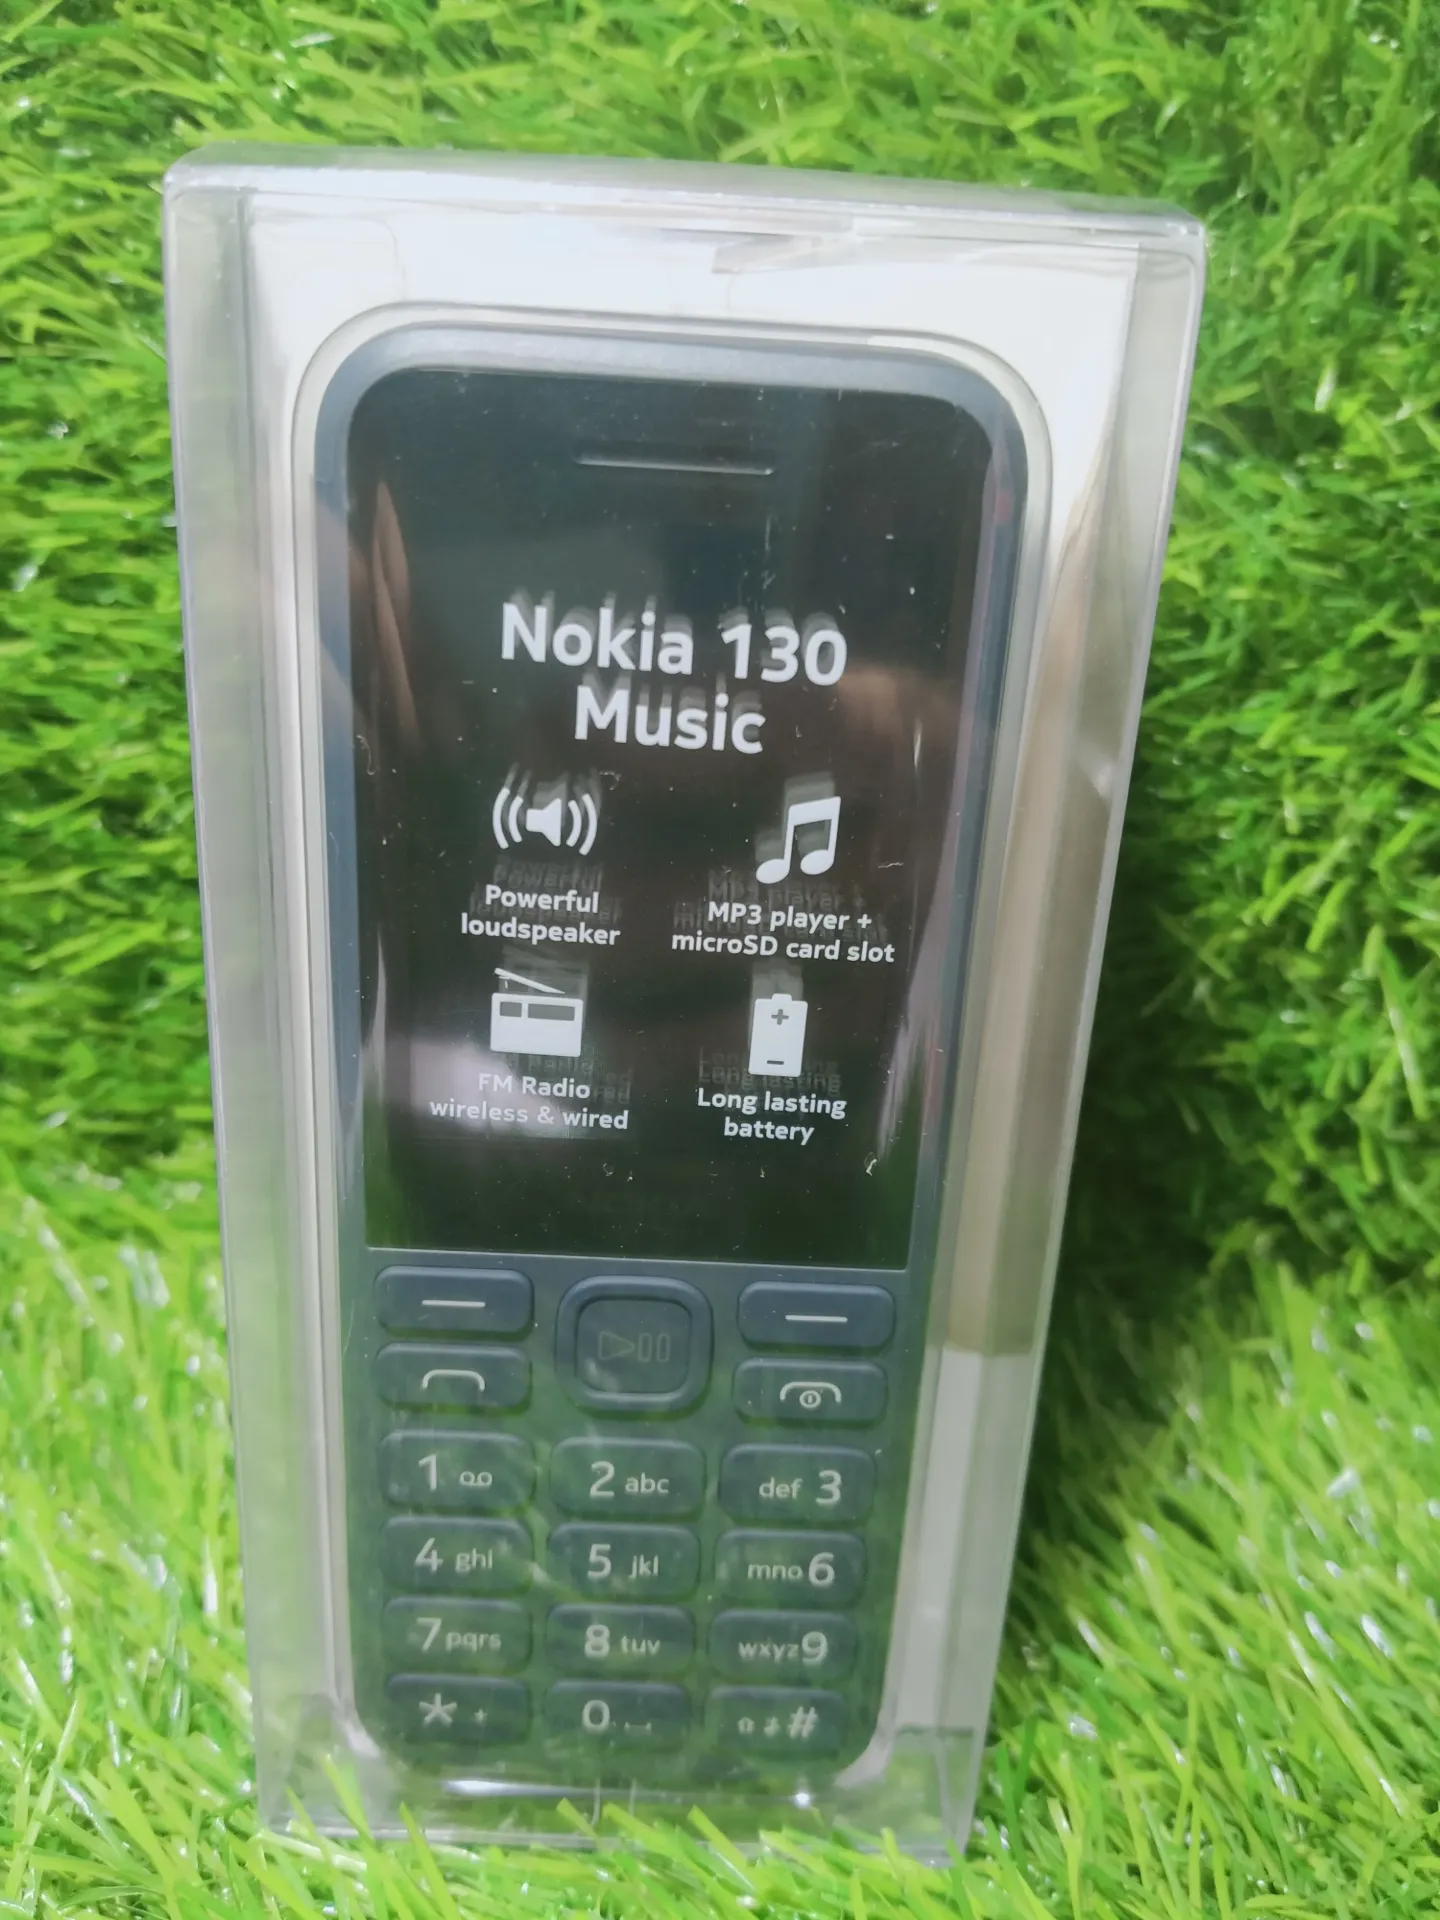 Nokia 130
Music
Powerful
loudspeaker
MP3 player +
microSD card slot
FM Radio
wireless & wired
Long lasting
battery
1
2 abc
def 3
4 ghi
5 jkl
mno 6
7 pqrs
8 tuv
wxyz 9
* +
0
#